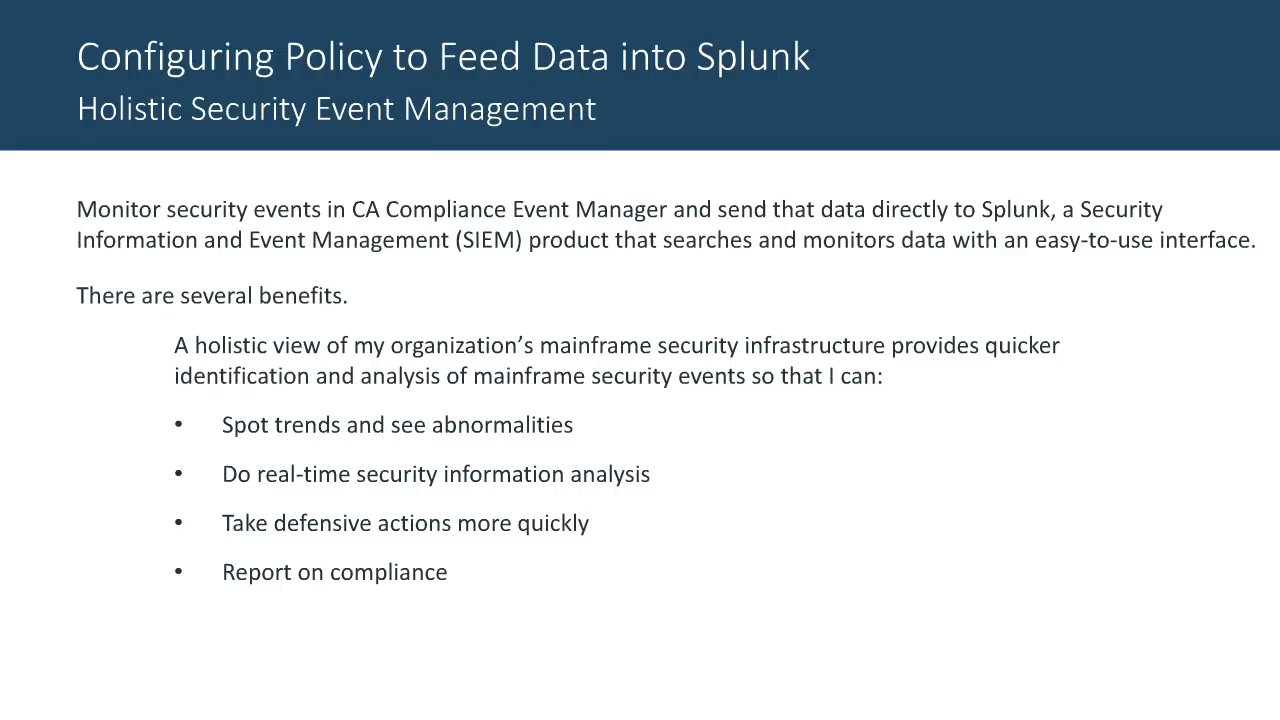 Configuring Policy to Feed Data into Splunk
Holistic Security Event Management
Monitor security events in CA Compliance Event Manager and send that data directly to Splunk, a Security
Information and Event Management (SIEM) product that searches and monitors data with an easy-to-use interface.
There are several benefits.
A holistic view of my organization’s mainframe security infrastructure provides quicker
identification and analysis of mainframe security events so that I can:
• Spot trends and see abnormalities
• Do real-time security information analysis
• Take defensive actions more quickly
• Report on compliance